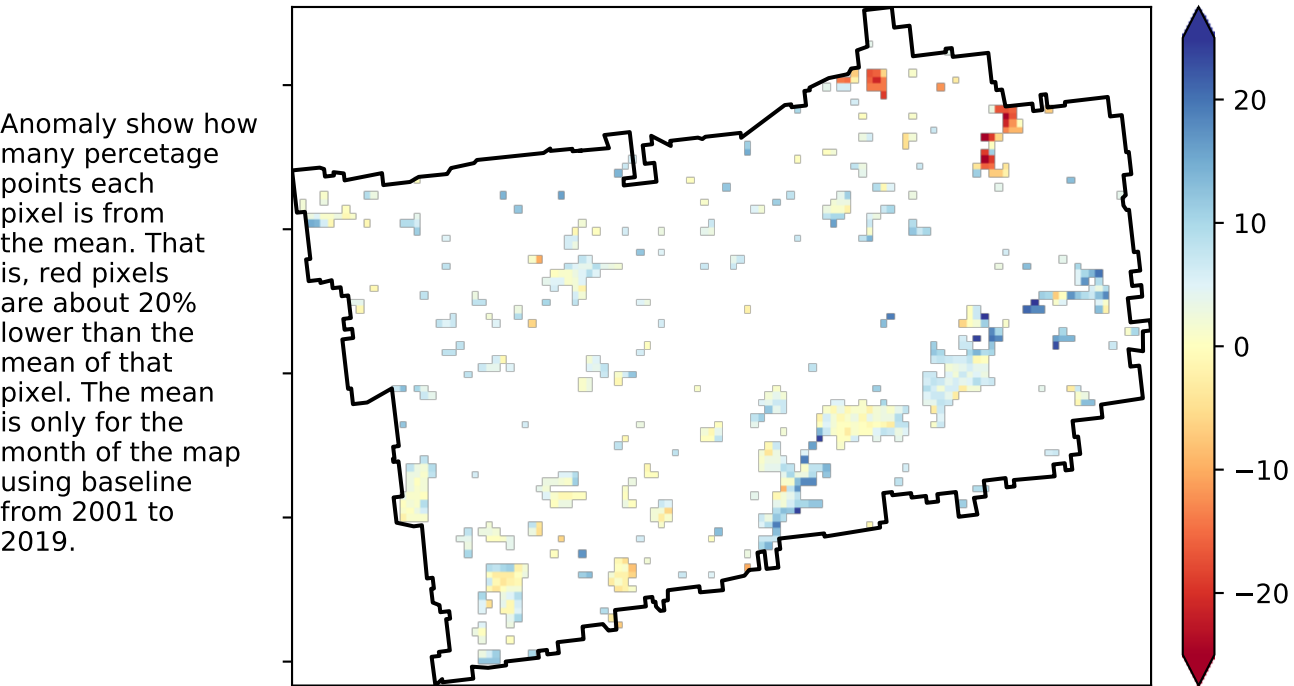 Anomaly show how
many percetage
points each
pixel is from
the mean. That
is, red pixels
are about 20%
lower than the
mean of that
pixel. The mean
is only for the
month of the map
using baseline
from 2001 to
2019.
20
10
0
−10
−20